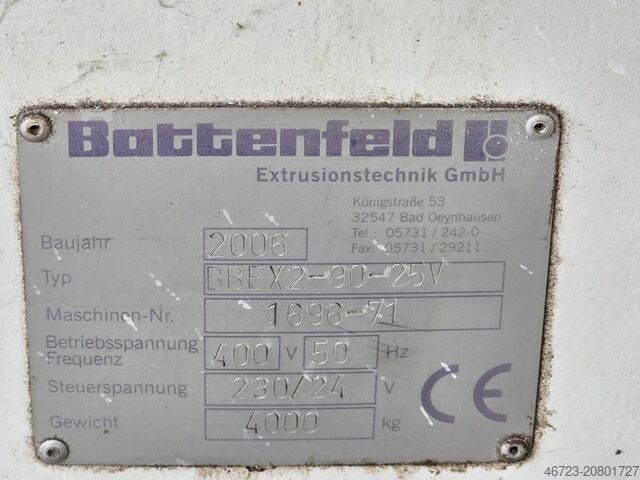 Battenfeld
Extrusionstechnik GmbH
Königstraße 53
32547 Bad Oeynhausen
Tel.: 05731 / 242-0
Fax: 05731 / 29211
Baujahr 2006
Typ BBEX2-90-25V
Maschinen-Nr. 1696-71
Betriebsspannung
Frequenz 400 V 50 Hz
Steuerspannung 230/24 V
Gewicht 4000 kg
CE
46723-20801727